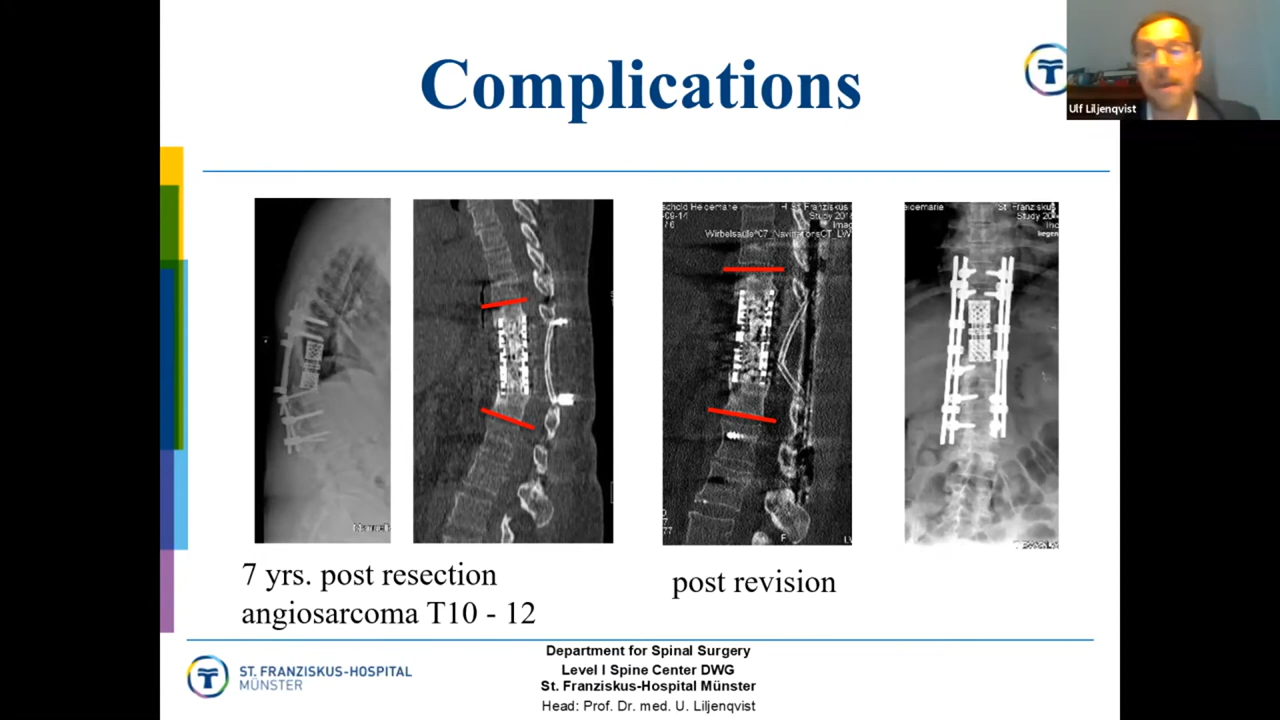 Complications
Ulf Liljenqvist
7 yrs. post resection
angiosarcoma T10 - 12
post revision
ST. FRANZISKUS-HOSPITAL
MÜNSTER
Department for Spinal Surgery
Level I Spine Center DWG
St. Franziskus-Hospital Münster
Head: Prof. Dr. med. U. Liljenqvist